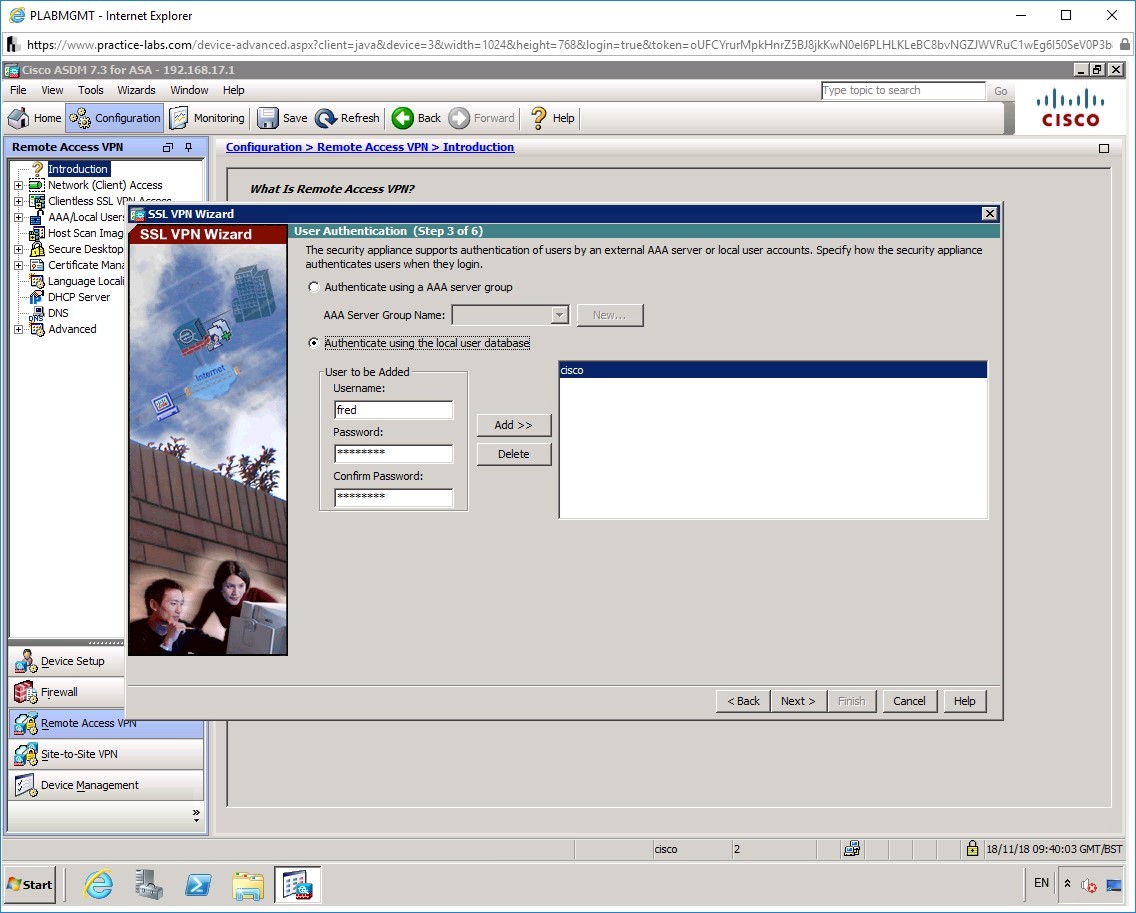 PLABMGMT - Internet Explorer
https://www.practice-labs.com/device-advanced.aspx?client=java&device=3&width=1024&height=768&login=true&token=oUFCYrurMpkHnrZ5BJ8jkKwN0eI6PLHLKLeBC8bvNGZJWVRuC1wEg6I50SeV0P3b
Cisco ASDM 7.3 for ASA - 192.168.17.1
File View Tools Wizards Window Help
Type topic to search Go
Home Configuration Monitoring Save Refresh Back Forward Help
CISCO
Remote Access VPN
Configuration > Remote Access VPN > Introduction
Introduction
What Is Remote Access VPN?
Network (Client) Access
Clientless SSL VPN Access
AAA/Local Users
Host Scan Imag
Secure Desktop
Certificate Mana
Language Locali
DHCP Server
DNS
Advanced
SSL VPN Wizard
SSL VPN Wizard
Internet
User Authentication (Step 3 of 6)
The security appliance supports authentication of users by an external AAA server or local user accounts. Specify how the security appliance
authenticates users when they login.
Authenticate using a AAA server group
AAA Server Group Name: New...
Authenticate using the local user database
User to be Added
Username:
fred
Password:
********
Confirm Password:
********
Add >>
Delete
cisco
< Back Next > Finish Cancel Help
Device Setup
Firewall
Remote Access VPN
Site-to-Site VPN
Device Management
cisco 2 18/11/18 09:40:03 GMT/BST
Start EN